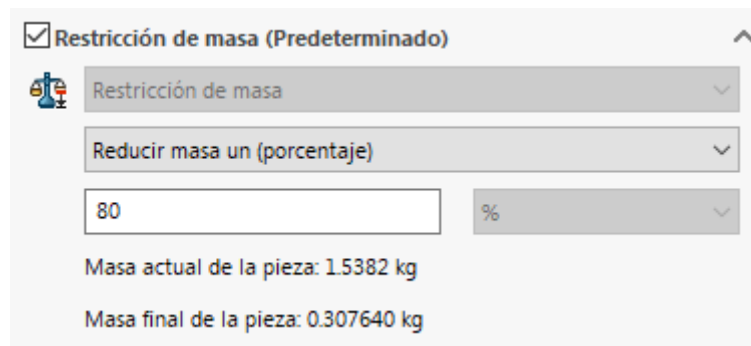 Restricción de masa (Predeterminado)
Restricción de masa
Reducir masa un (porcentaje)
80 %
Masa actual de la pieza: 1.5382 kg
Masa final de la pieza: 0.307640 kg